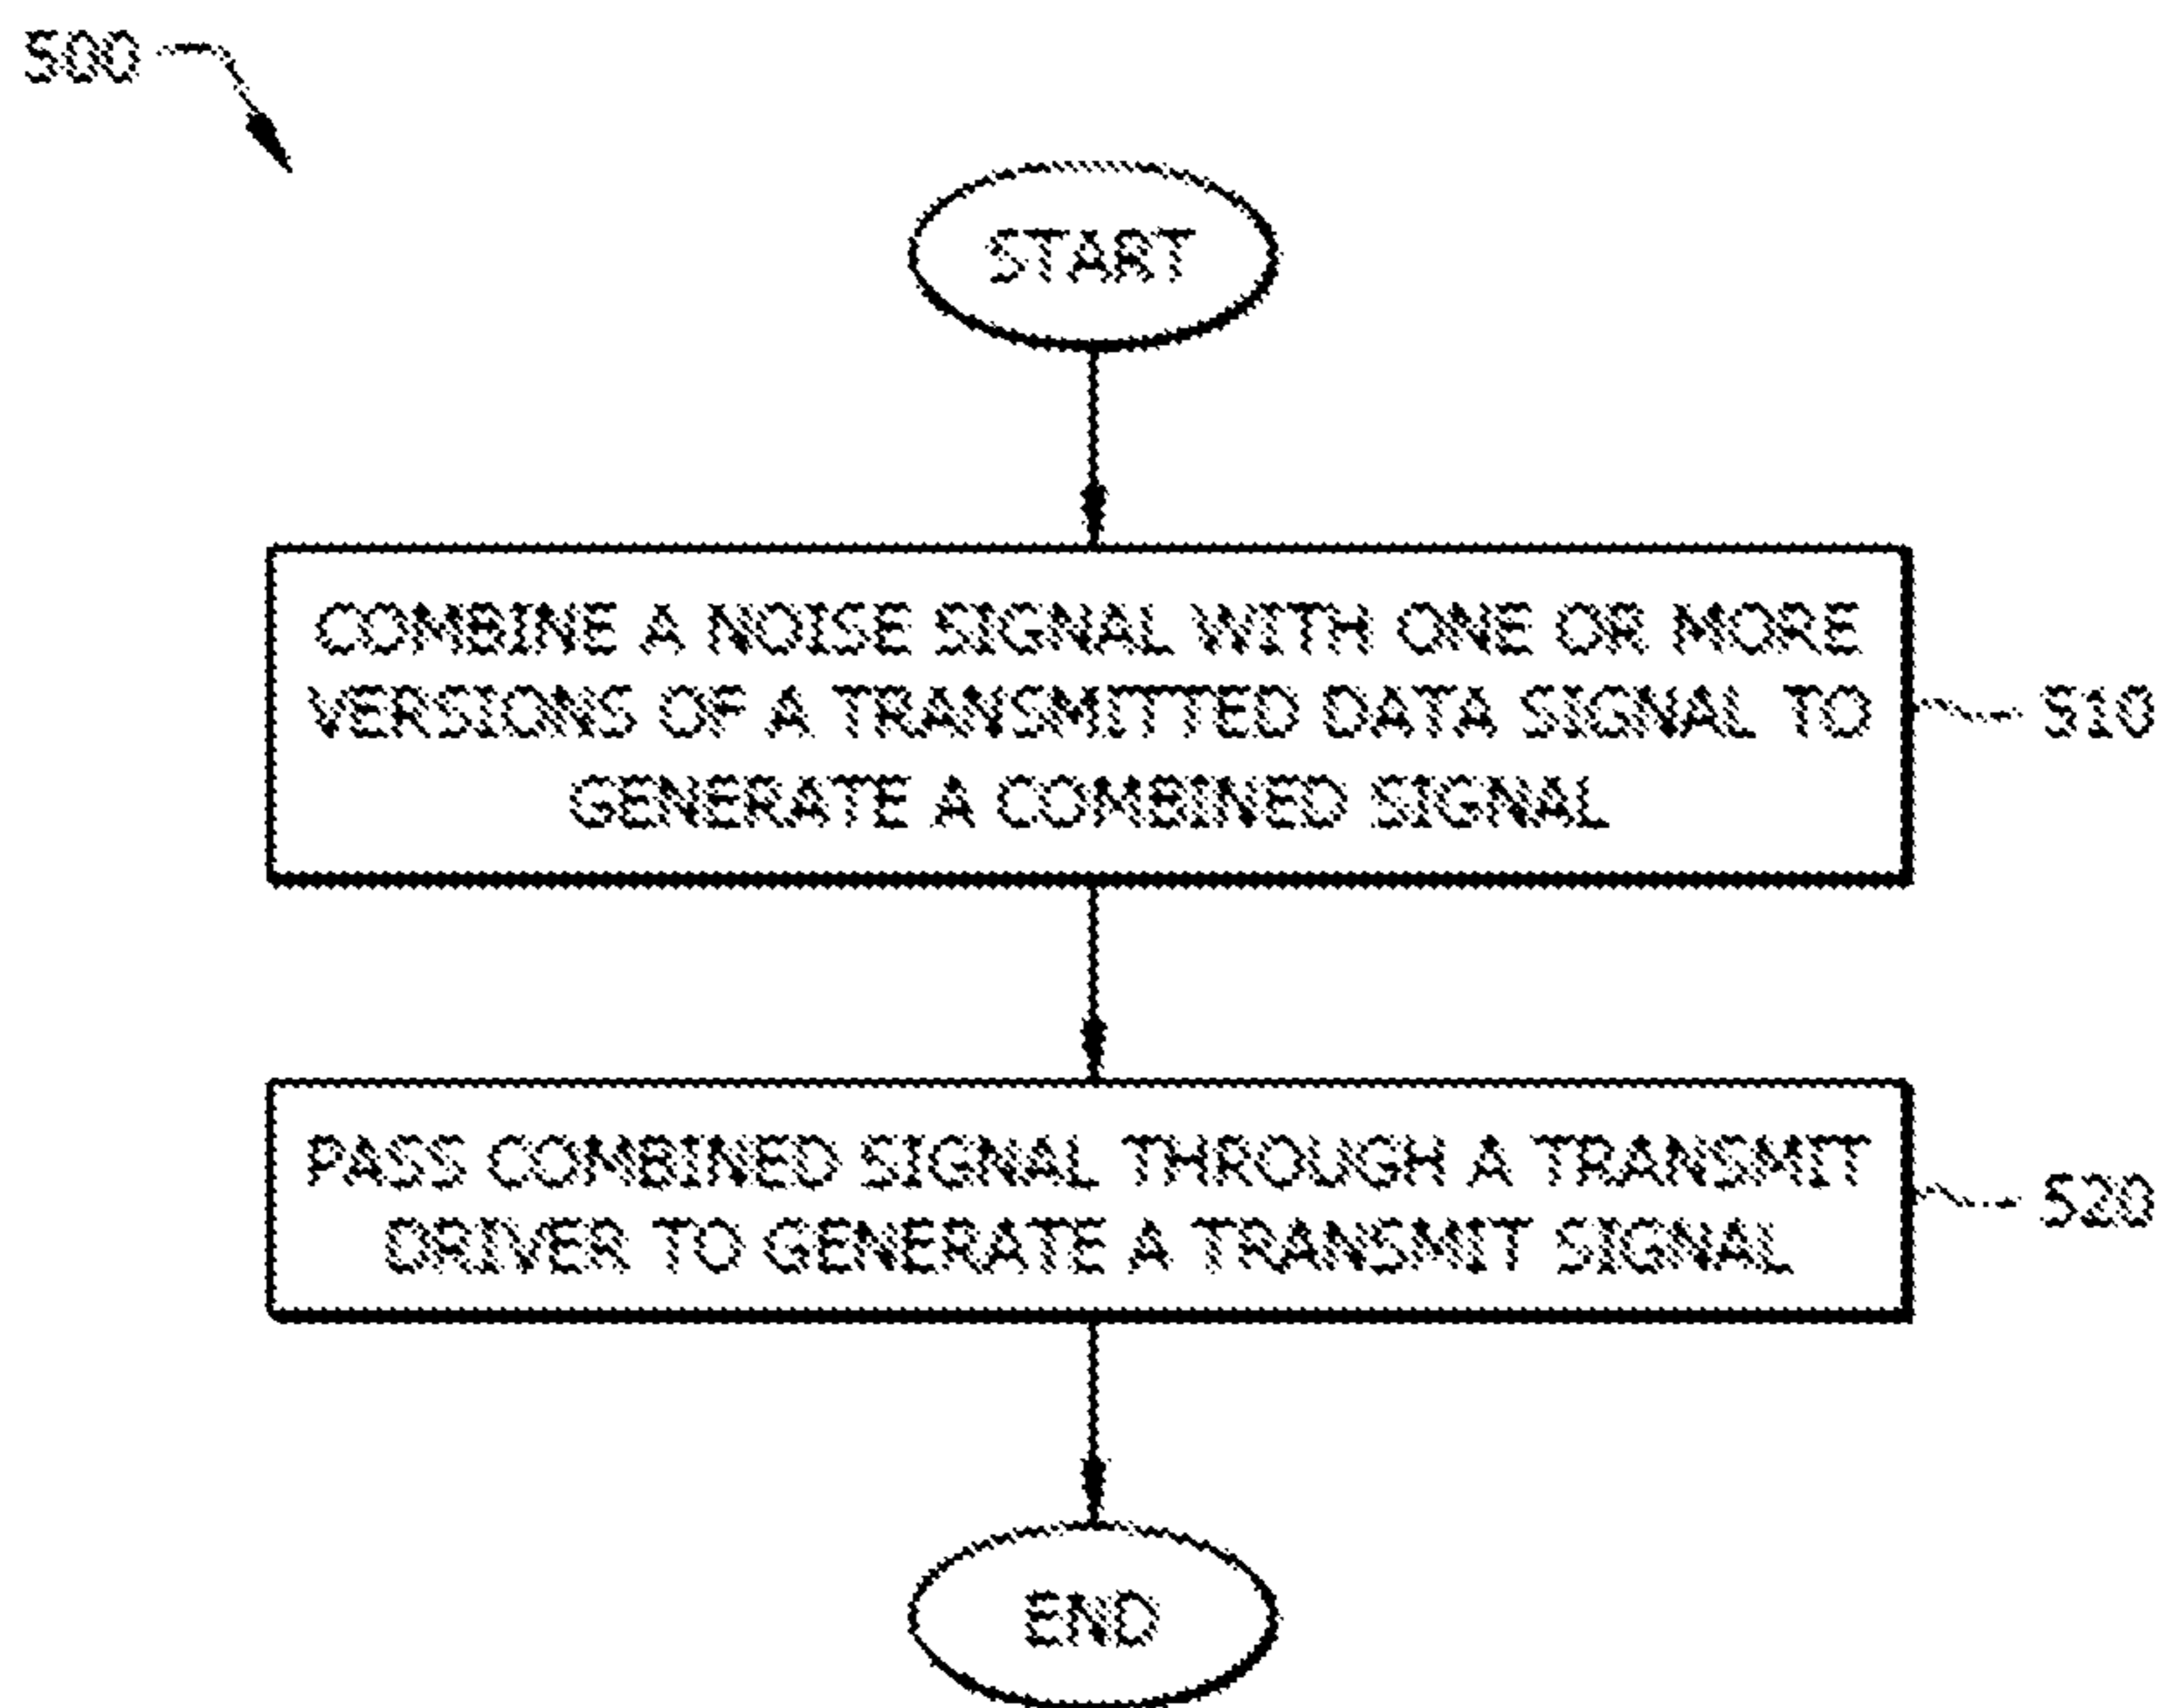 500
START
COMBINE A NOISE SIGNAL WITH ONE OR MORE
VERSIONS OF A TRANSMITTED DATA SIGNAL TO
GENERATE A COMBINED SIGNAL
510
PASS COMBINED SIGNAL THROUGH A TRANSMIT
DRIVER TO GENERATE A TRANSMIT SIGNAL
520
END